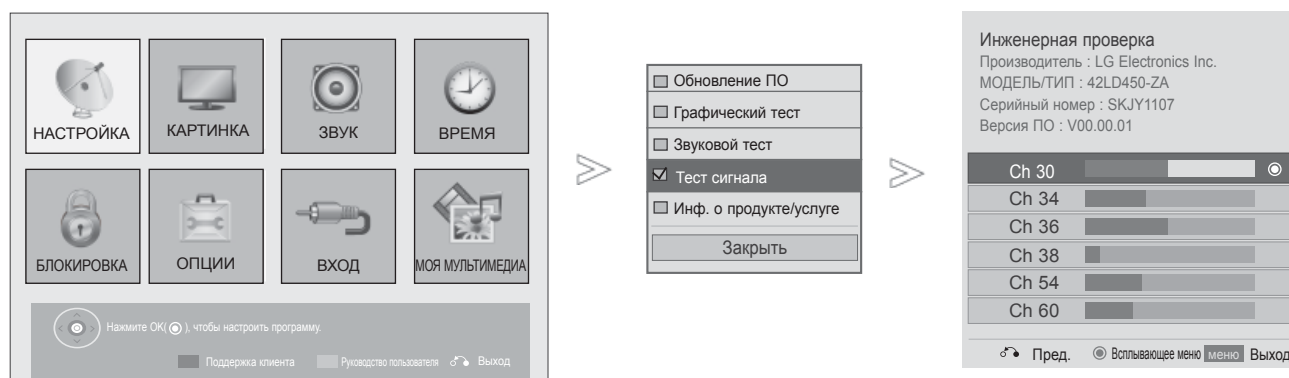 НАСТРОЙКА
КАРТИНКА
ЗВУК
ВРЕМЯ
БЛОКИРОВКА
ОПЦИИ
ВХОД
МОЯ МУЛЬТИМЕДИА
Нажмите OK( ), чтобы настроить программу.
Поддержка клиента
Руководство пользователя
Выход
Обновление ПО
Графический тест
Звуковой тест
Тест сигнала
Инф. о продукте/услуге
Закрыть
Инженерная проверка
Производитель : LG Electronics Inc.
МОДЕЛЬ/ТИП : 42LD450-ZA
Серийный номер : SKJY1107
Версия ПО : V00.00.01
Ch 30
Ch 34
Ch 36
Ch 38
Ch 54
Ch 60
Пред.
Всплывающее меню
меню
Выход